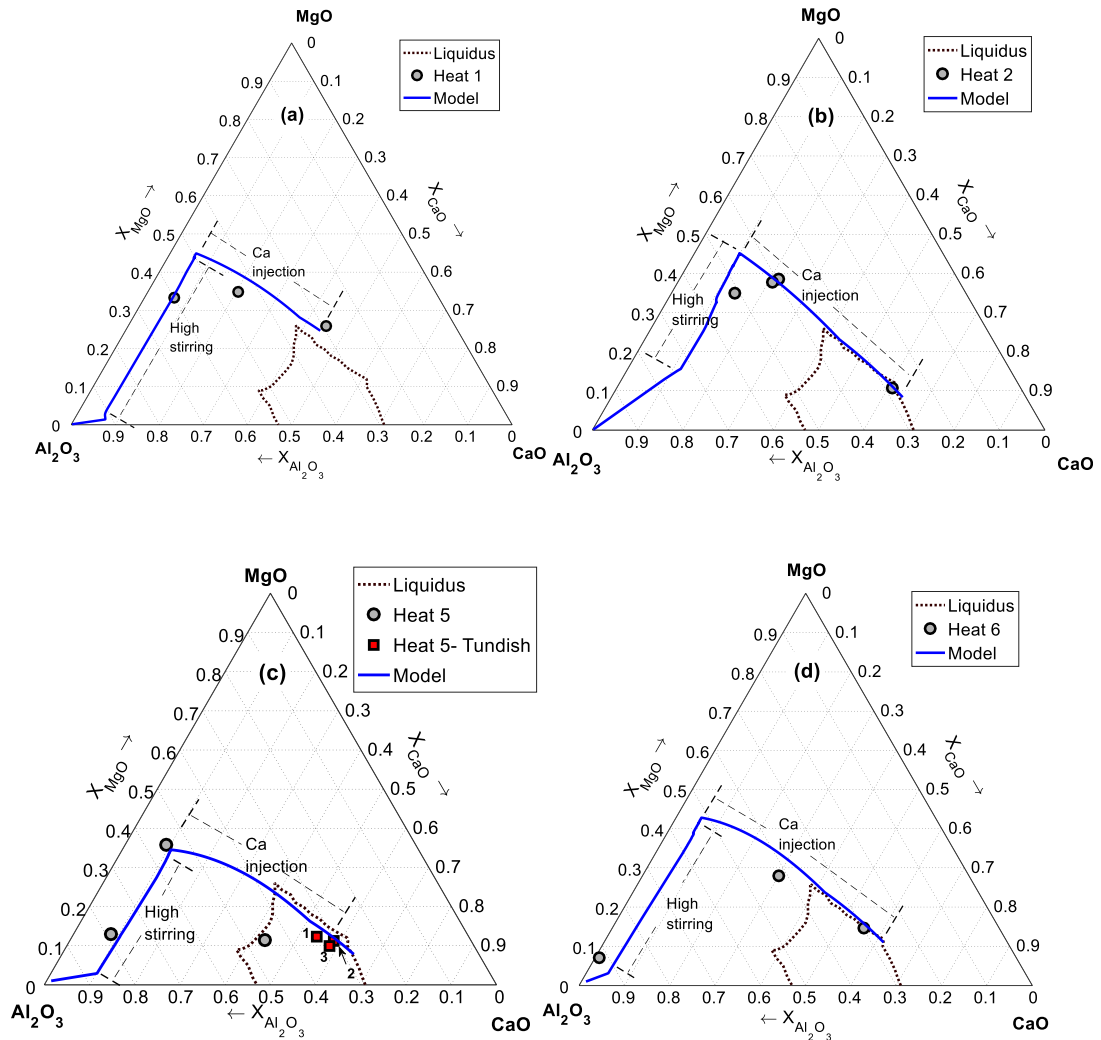 MgO
0
Liquidus
Heat 1
Model
0.9 0.1
(a)
0.8 0.2
0.7 0.3
0.6 0.4
X_MgO → X_CaO →
0.5 0.5
Ca
injection
0.4 0.6
0.3 0.7
High
stirring
0.2 0.8
0.1 0.9
0 0.9 0.8 0.7 0.6 0.5 0.4 0.3 0.2 0.1 0
Al2O3 CaO
← X_Al2O3
MgO
0
Liquidus
Heat 2
Model
0.9 0.1
(b)
0.8 0.2
0.7 0.3
0.6 0.4
X_MgO → X_CaO →
0.5 0.5
0.4 0.6
Ca
injection
High
stirring
0.3 0.7
0.2 0.8
0.1 0.9
0 0.9 0.8 0.7 0.6 0.5 0.4 0.3 0.2 0.1 0
Al2O3 CaO
← X_Al2O3
MgO
0
Liquidus
Heat 5
Heat 5- Tundish
Model
0.9 0.1
(c)
0.8 0.2
0.7 0.3
0.6 0.4
X_MgO → X_CaO →
0.5 0.5
0.4 0.6
Ca
injection
0.3 0.7
High
stirring
0.2 0.8
1
3
2
0.1 0.9
0 0.9 0.8 0.7 0.6 0.5 0.4 0.3 0.2 0.1 0
Al2O3 CaO
← X_Al2O3
MgO
0
Liquidus
Heat 6
Model
0.9 0.1
(d)
0.8 0.2
0.7 0.3
0.6 0.4
X_MgO → X_CaO →
0.5 0.5
0.4 0.6
Ca
injection
0.3 0.7
High
stirring
0.2 0.8
0.1 0.9
0 0.9 0.8 0.7 0.6 0.5 0.4 0.3 0.2 0.1 0
Al2O3 CaO
← X_Al2O3